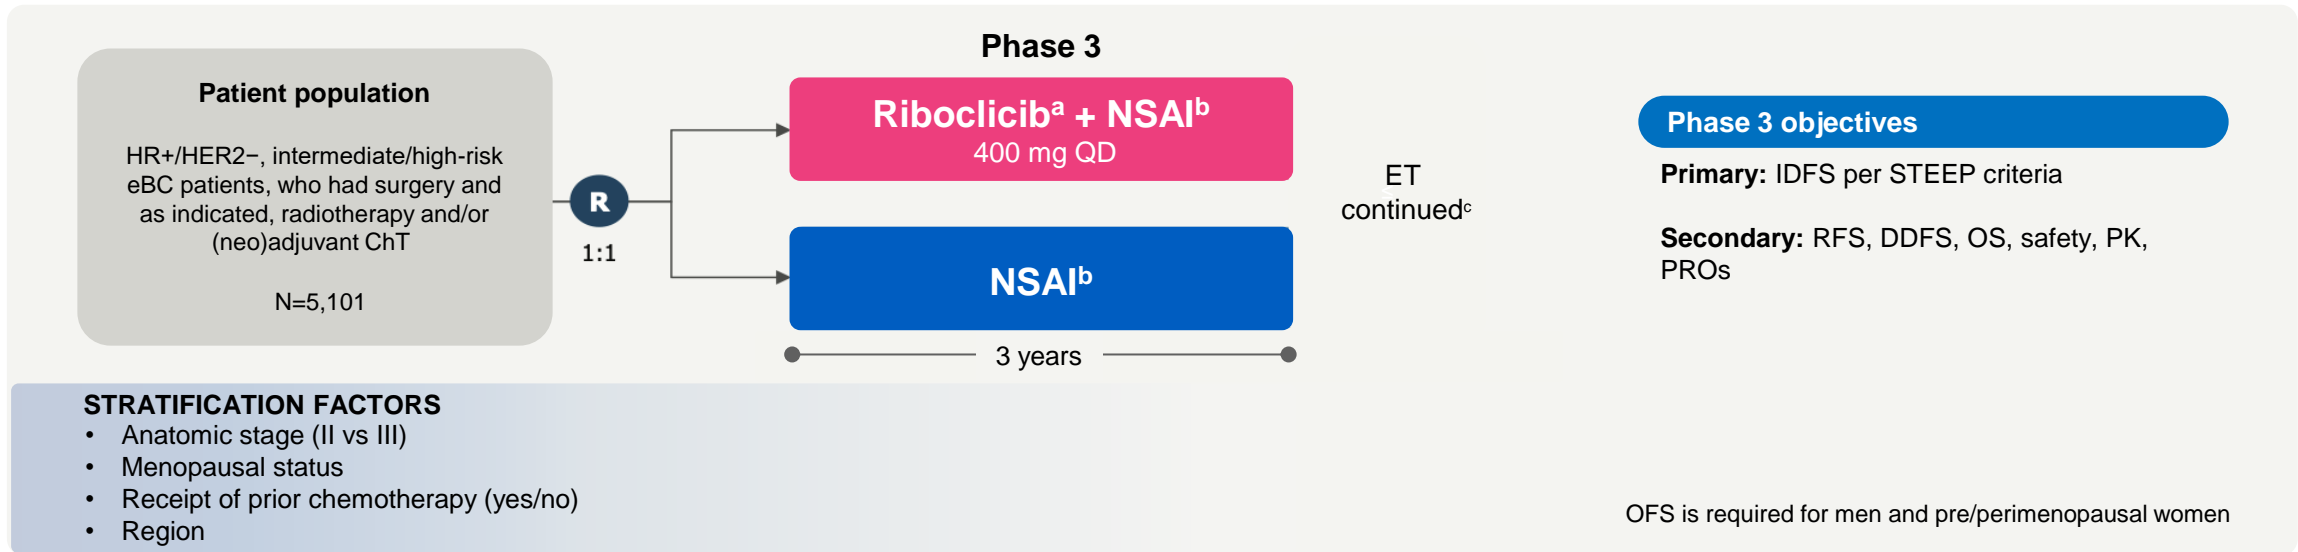 Phase 3
Patient population
HR+/HER2−, intermediate/high-risk
eBC patients, who had surgery and
as indicated, radiotherapy and/or
(neo)adjuvant ChT
N=5,101
R
1:1
Riboclicibᵃ + NSAIᵇ
400 mg QD
NSAIᵇ
3 years
ET
continuedᶜ
Phase 3 objectives
Primary: IDFS per STEEP criteria
Secondary: RFS, DDFS, OS, safety, PK,
PROs
STRATIFICATION FACTORS
• Anatomic stage (II vs III)
• Menopausal status
• Receipt of prior chemotherapy (yes/no)
• Region
OFS is required for men and pre/perimenopausal women